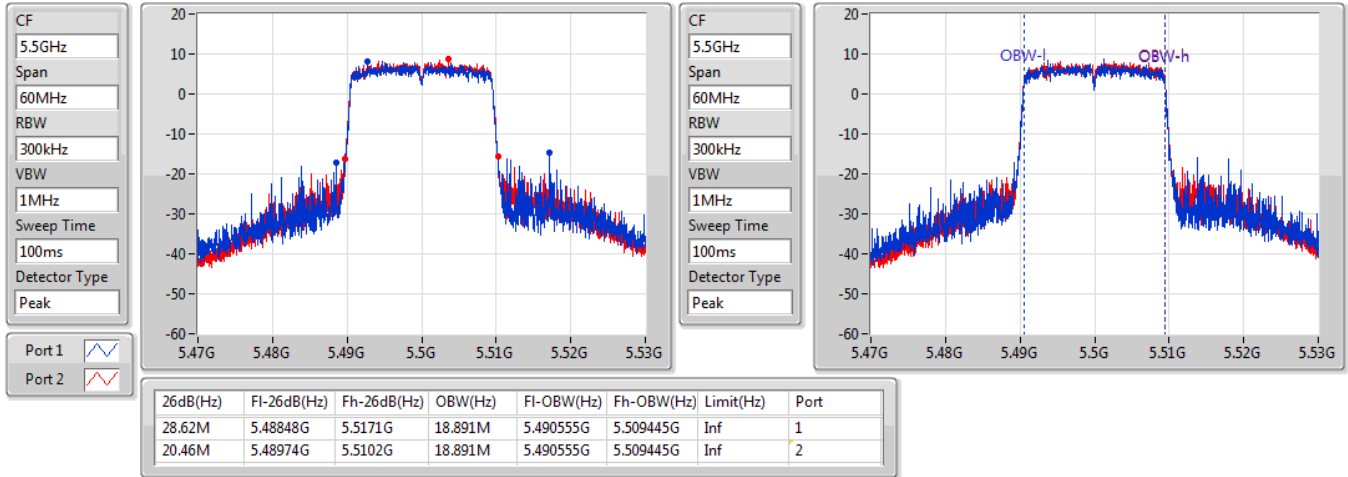 CF
5.5GHz
Span
60MHz
RBW
300kHz
VBW
1MHz
Sweep Time
100ms
Detector Type
Peak
Port 1
Port 2
20
10
0
-10
-20
-30
-40
-50
-60
5.47G 5.48G 5.49G 5.5G 5.51G 5.52G 5.53G
CF
5.5GHz
Span
60MHz
RBW
300kHz
VBW
1MHz
Sweep Time
100ms
Detector Type
Peak
20
10
0
-10
-20
-30
-40
-50
-60
OBW-l OBW-h
5.47G 5.48G 5.49G 5.5G 5.51G 5.52G 5.53G
26dB(Hz) Fl-26dB(Hz) Fh-26dB(Hz) OBW(Hz) Fl-OBW(Hz) Fh-OBW(Hz) Limit(Hz) Port
28.62M 5.48848G 5.5171G 18.891M 5.490555G 5.509445G Inf 1
20.46M 5.48974G 5.5102G 18.891M 5.490555G 5.509445G Inf 2